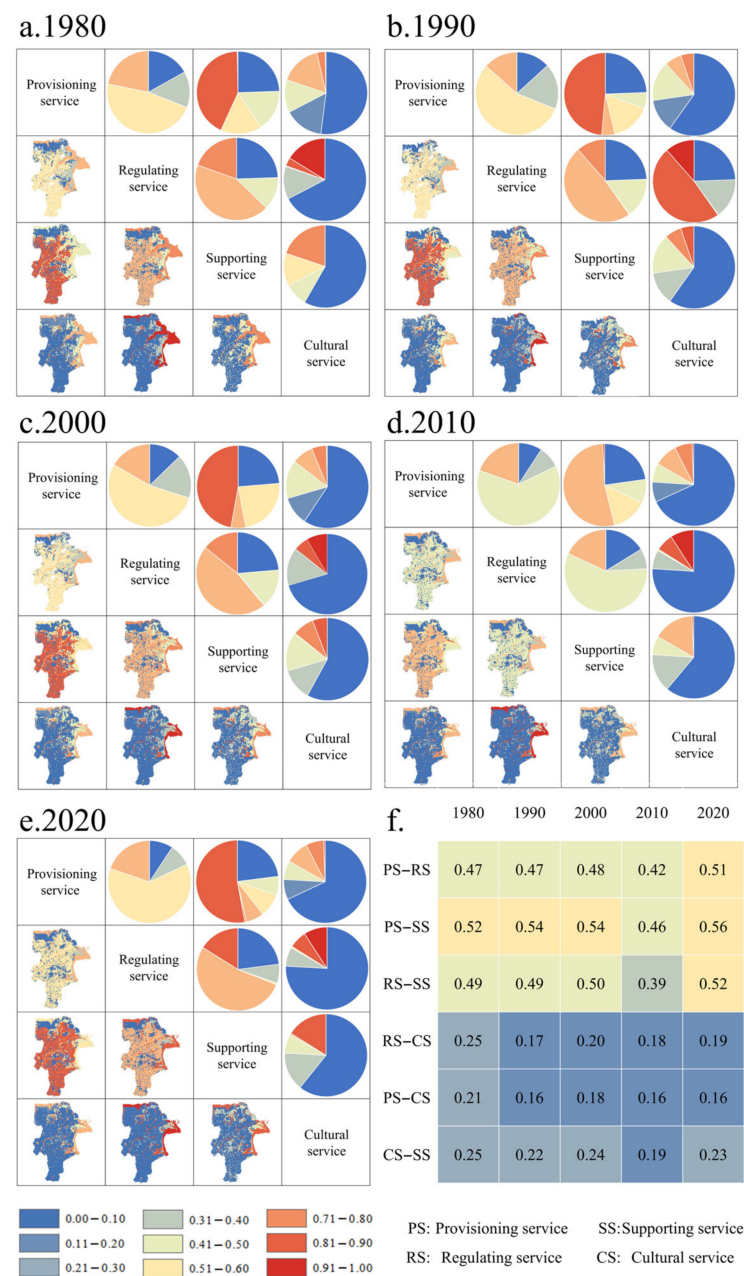 a.1980
Provisioning
service
Regulating
service
Supporting
service
Cultural
service
b.1990
Provisioning
service
Regulating
service
Supporting
service
Cultural
service
c.2000
Provisioning
service
Regulating
service
Supporting
service
Cultural
service
d.2010
Provisioning
service
Regulating
service
Supporting
service
Cultural
service
e.2020
Provisioning
service
Regulating
service
Supporting
service
Cultural
service
f.
1980 1990 2000 2010 2020
PS−RS 0.47 0.47 0.48 0.42 0.51
PS−SS 0.52 0.54 0.54 0.46 0.56
RS−SS 0.49 0.49 0.50 0.39 0.52
RS−CS 0.25 0.17 0.20 0.18 0.19
PS−CS 0.21 0.16 0.18 0.16 0.16
CS−SS 0.25 0.22 0.24 0.19 0.23
0.00−0.10 0.31−0.40 0.71−0.80
0.11−0.20 0.41−0.50 0.81−0.90
0.21−0.30 0.51−0.60 0.91−1.00
PS: Provisioning service SS:Supporting service
RS: Regulating service CS: Cultural service